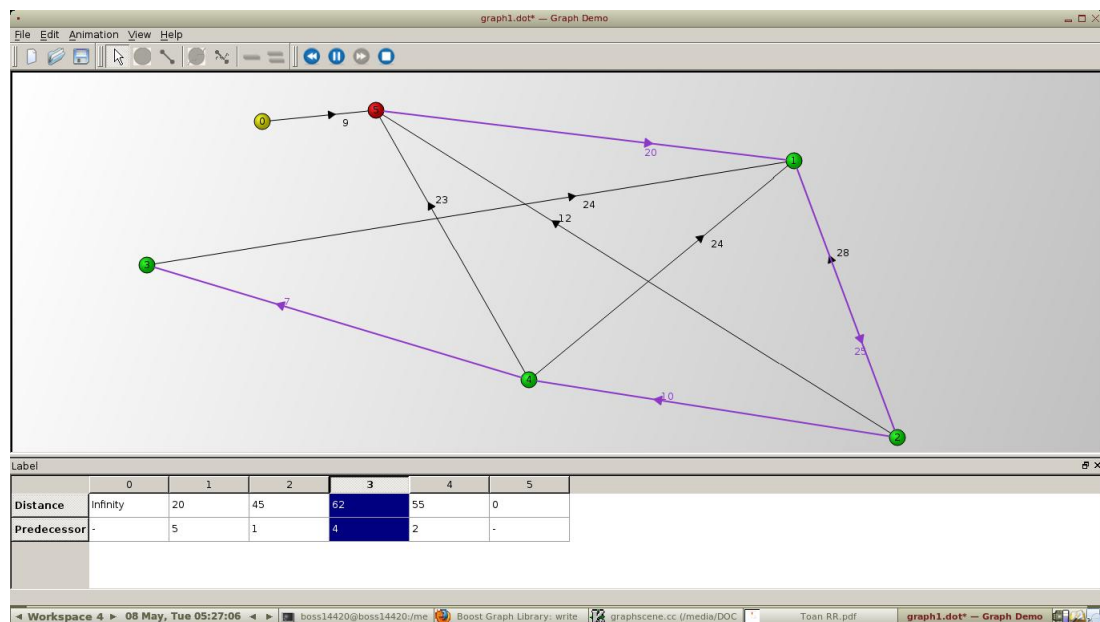 graph1.dot* — Graph Demo
File Edit Animation View Help
0
5
9
20
1
23
24
12
24
28
3
7
25
4
10
2
Label
0 1 2 3 4 5
Distance Infinity 20 45 62 55 0
Predecessor - 5 1 4 2 -
Workspace 4 08 May, Tue 05:27:06 boss14420@boss14420:/me Boost Graph Library: write graphscene.cc (/media/DOC Toan RR.pdf graph1.dot* — Graph Demo